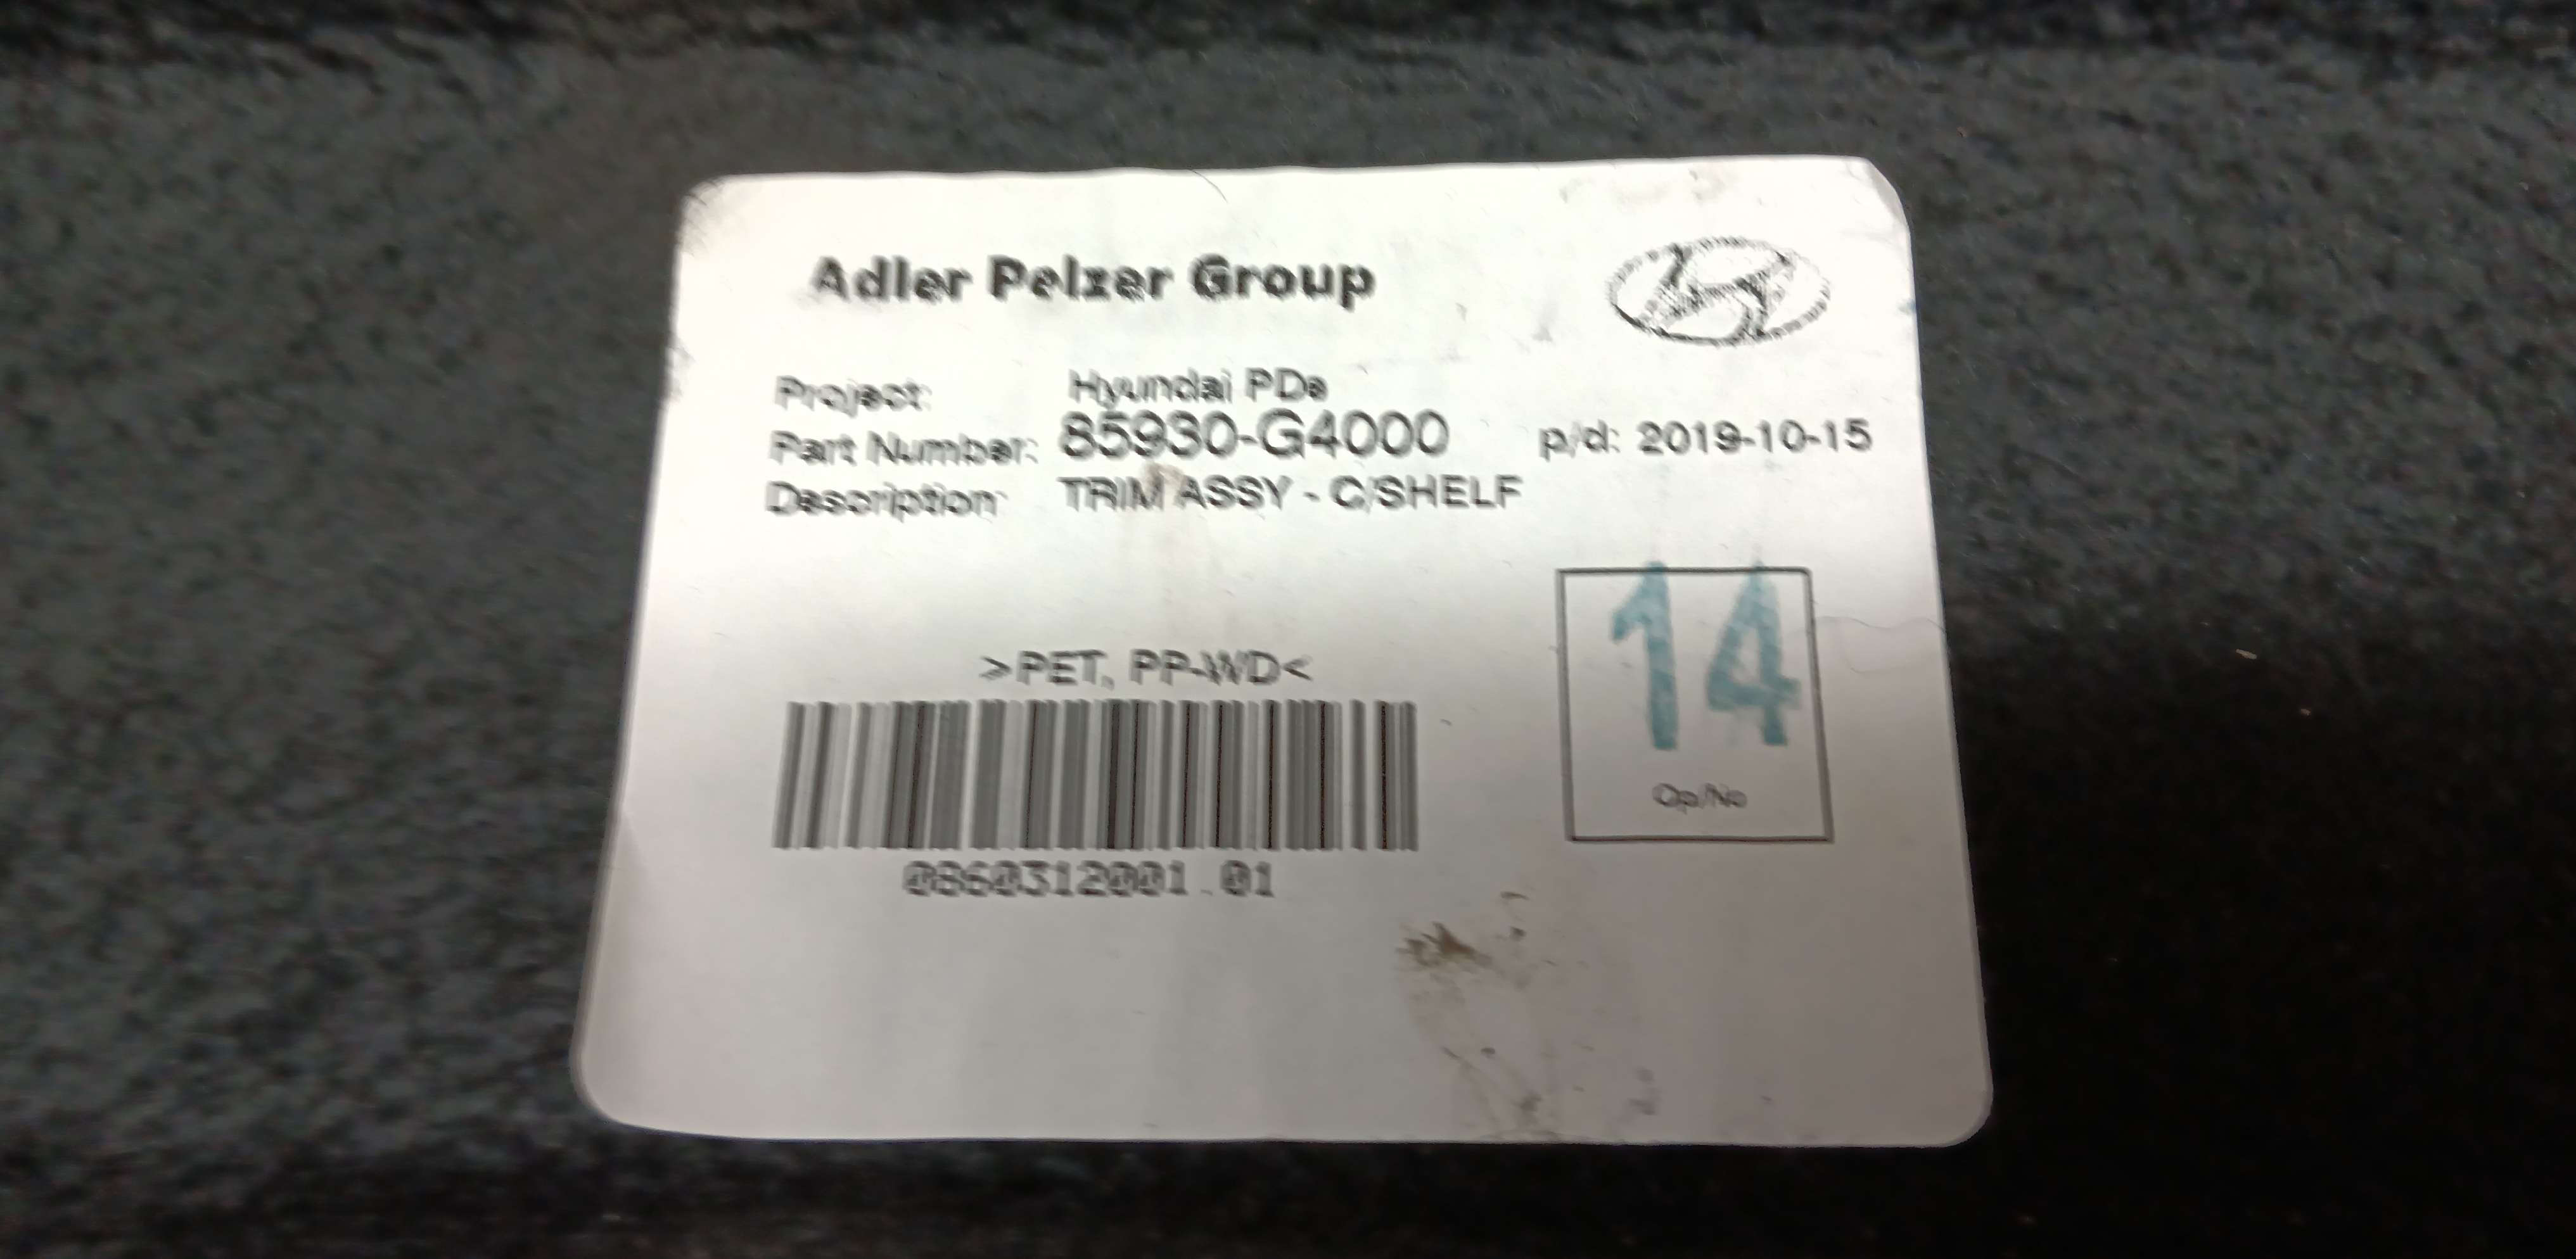 Adler Pelzer Group
Project: Hyundai PDe
Part Number: 85930-G4000 p/d: 2019-10-15
Description: TRIM ASSY - C/SHELF
14
>PET, PP-WD<
Op/No
0860312001.01